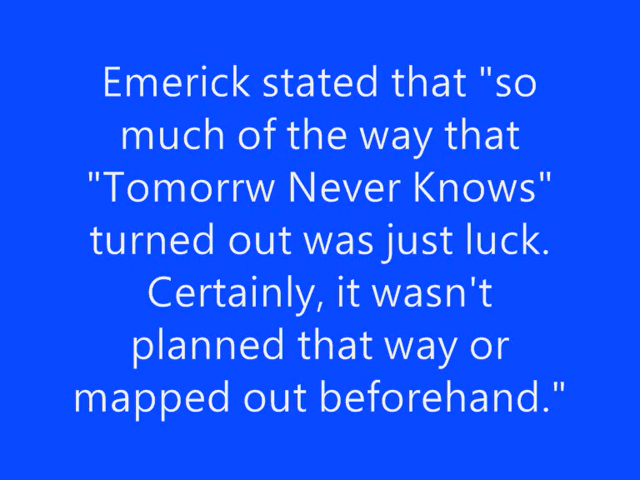 Emerick stated that "so
much of the way that
"Tomorrw Never Knows"
turned out was just luck.
Certainly, it wasn't
planned that way or
mapped out beforehand."